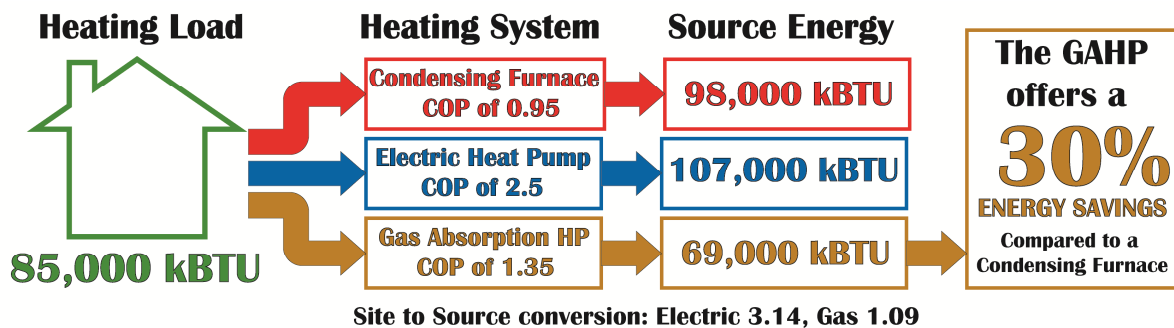 Heating Load
85,000 kBTU
Heating System
Condensing Furnace
COP of 0.95
Electric Heat Pump
COP of 2.5
Gas Absorption HP
COP of 1.35
Source Energy
98,000 kBTU
107,000 kBTU
69,000 kBTU
The GAHP
offers a
30%
ENERGY SAVINGS
Compared to a
Condensing Furnace
Site to Source conversion: Electric 3.14, Gas 1.09